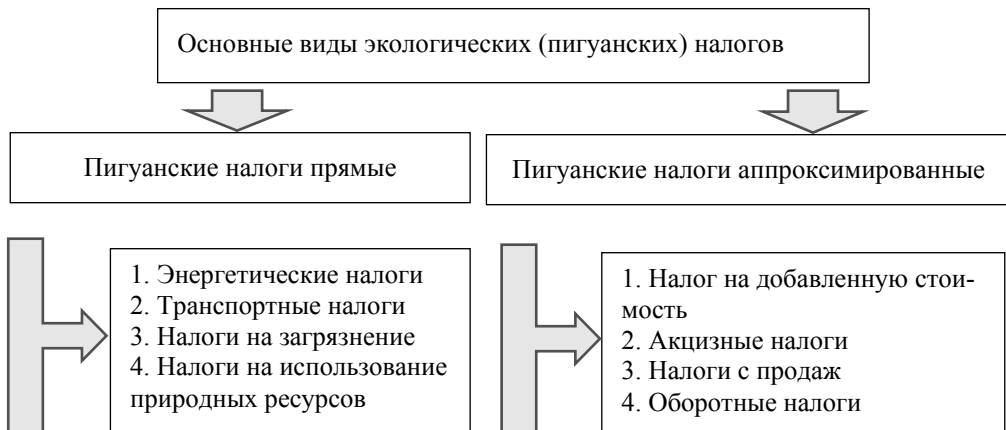 Основные виды экологических (пигуанских) налогов
Пигуанские налоги прямые
Пигуанские налоги аппроксимированные
1. Энергетические налоги
2. Транспортные налоги
3. Налоги на загрязнение
4. Налоги на использование
природных ресурсов
1. Налог на добавленную стои-
мость
2. Акцизные налоги
3. Налоги с продаж
4. Оборотные налоги